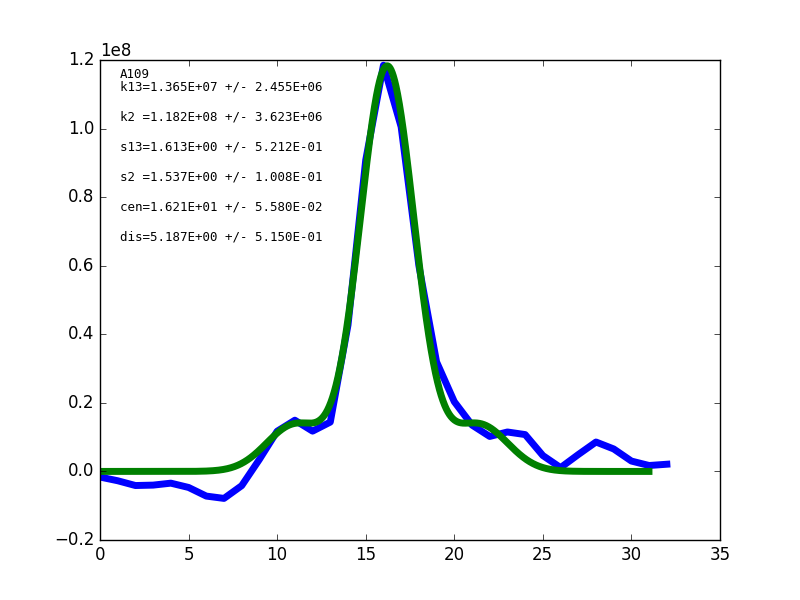 1e8
1.2
A109
k13=1.365E+07 +/- 2.455E+06
k2 =1.182E+08 +/- 3.623E+06
1.0
s13=1.613E+00 +/- 5.212E-01
s2 =1.537E+00 +/- 1.008E-01
0.8
cen=1.621E+01 +/- 5.580E-02
dis=5.187E+00 +/- 5.150E-01
0.6
0.4
0.2
0.0
−0.2
0 5 10 15 20 25 30 35